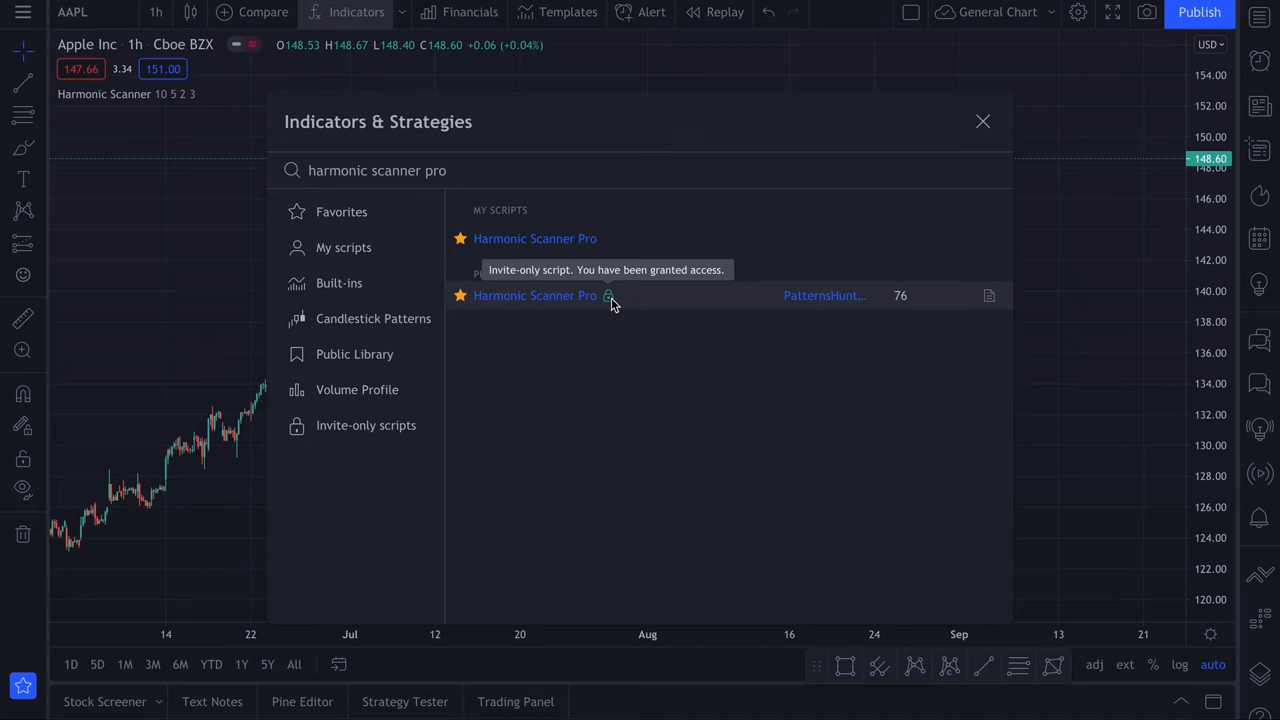 AAPL 1h Compare Indicators Financials Templates Alert Replay General Chart Publish
Apple Inc · 1h · Cboe BZX O148.53 H148.67 L148.40 C148.60 +0.06 (+0.04%) USD
147.66 3.34 151.00
Harmonic Scanner 10 5 2 3
Indicators & Strategies
harmonic scanner pro
Favorites
My scripts
Built-ins
Candlestick Patterns
Public Library
Volume Profile
Invite-only scripts
MY SCRIPTS
Harmonic Scanner Pro
Invite-only script. You have been granted access.
Harmonic Scanner Pro PatternsHunt... 76
154.00
152.00
150.00
148.60
148.00
146.00
144.00
142.00
140.00
138.00
136.00
134.00
132.00
130.00
128.00
126.00
124.00
122.00
120.00
14 22 Jul 12 20 Aug 16 24 Sep 13 21
1D 5D 1M 3M 6M YTD 1Y 5Y All adj ext % log auto
Stock Screener Text Notes Pine Editor Strategy Tester Trading Panel